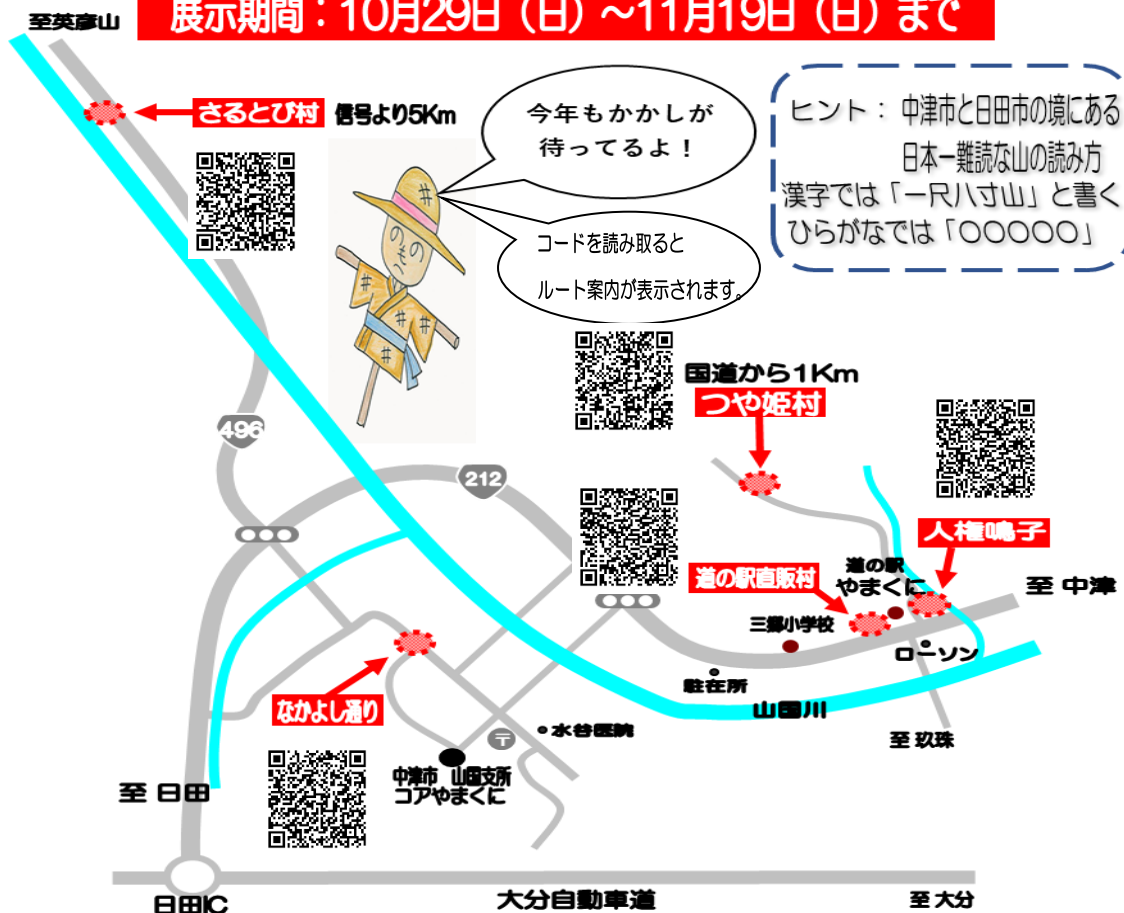 展示期間：10月29日（日）～11月19日（日）まで
至英彦山
さるとび村 信号より5Km
今年もかかしが
待ってるよ！
ヒント： 中津市と日田市の境にある
日本一難読な山の読み方
漢字では「一尺八寸山」と書く
ひらがなでは「〇〇〇〇〇」
コードを読み取ると
ルート案内が表示されます。
国道から1Km
つや姫村
496
212
人権鳴子
道の駅
やまくに
至 中津
道の駅直販村
三郷小学校
ローソン
駐在所
山国川
至 玖珠
なかよし通り
〒
水谷医院
中津市 山国支所
コアやまくに
至 日田
日田IC
大分自動車道
至 大分